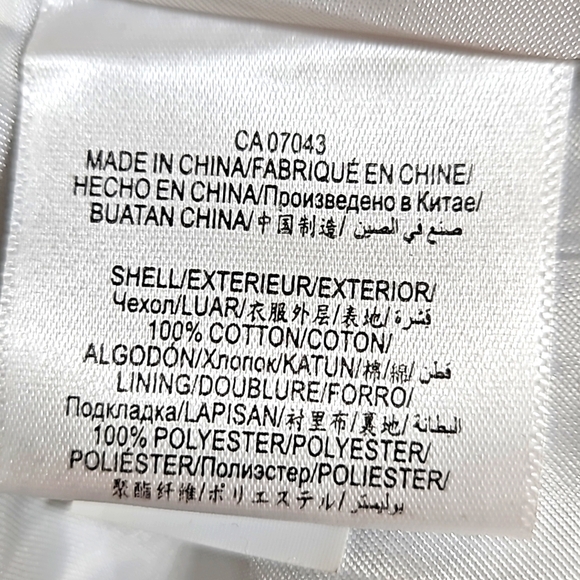 CA 07043
MADE IN CHINA/FABRIQUÉ EN CHINE/
HECHO EN CHINA/Произведено в Китае/
BUATAN CHINA/中国制造/ صنع في الصين
SHELL/EXTERIEUR/EXTERIOR/
Чехол/LUAR/衣服外层/表地/ قشرة
100% COTTON/COTON/
ALGODÓN/Хлопок/KATUN/棉/綿/ قطن
LINING/DOUBLURE/FORRO/
Подкладка/LAPISAN/衬里布/裏地/ البطانة
100% POLYESTER/POLYESTER/
POLIÉSTER/Полиэстер/POLIESTER/
聚酯纤维/ポリエステル/ بوليستر